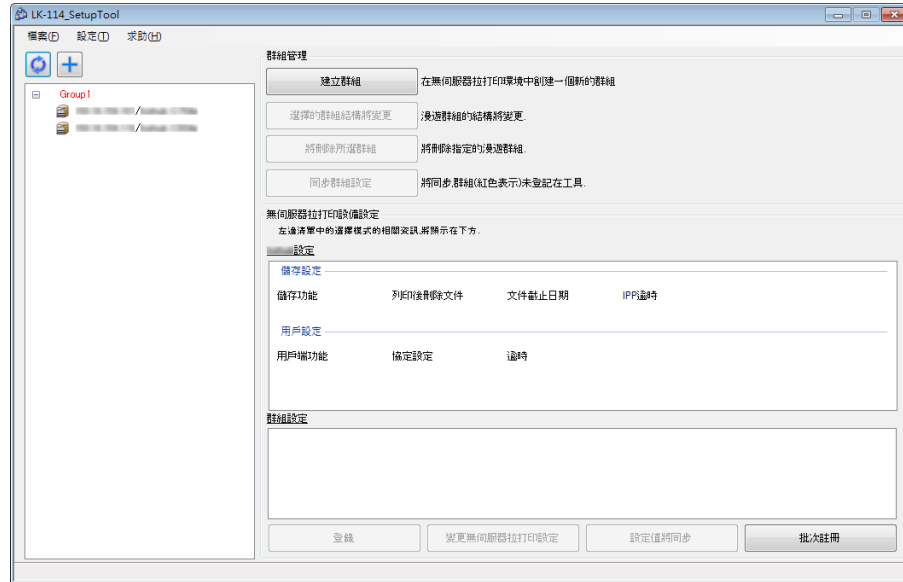 LK-114_SetupTool
檔案(F) 設定(T) 求助(H)
Group1
/
/
群組管理
建立群組 在無伺服器拉打印環境中創建一個新的群組
選擇的群組結構將變更 漫遊群組的結構將變更.
將刪除所選群組 將刪除指定的漫遊群組.
同步群組設定 將同步,群組(紅色表示)未登記在工具.
無伺服器拉打印設備設定
左邊清單中的選擇模式的相關資訊,將顯示在下方.
設定
儲存設定
儲存功能 列印後刪除文件 文件截止日期 IPP逾時
用戶設定
用戶端功能 協定設定 逾時
群組設定
登錄 變更無伺服器拉打印設定 設定值將同步 批次註冊